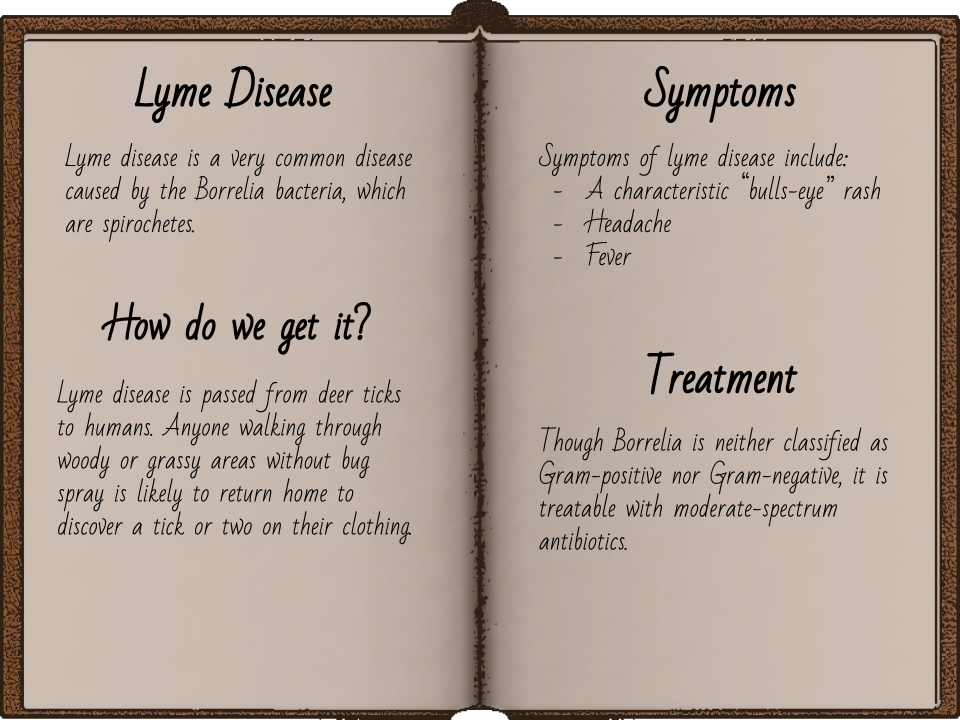 Lyme Disease
Lyme disease is a very common disease
caused by the Borrelia bacteria, which
are spirochetes.
How do we get it?
Lyme disease is passed from deer ticks
to humans. Anyone walking through
woody or grassy areas without bug
spray is likely to return home to
discover a tick or two on their clothing.
Symptoms
Symptoms of lyme disease include:
- A characteristic “bulls-eye” rash
- Headache
- Fever
Treatment
Though Borrelia is neither classified as
Gram-positive nor Gram-negative, it is
treatable with moderate-spectrum
antibiotics.